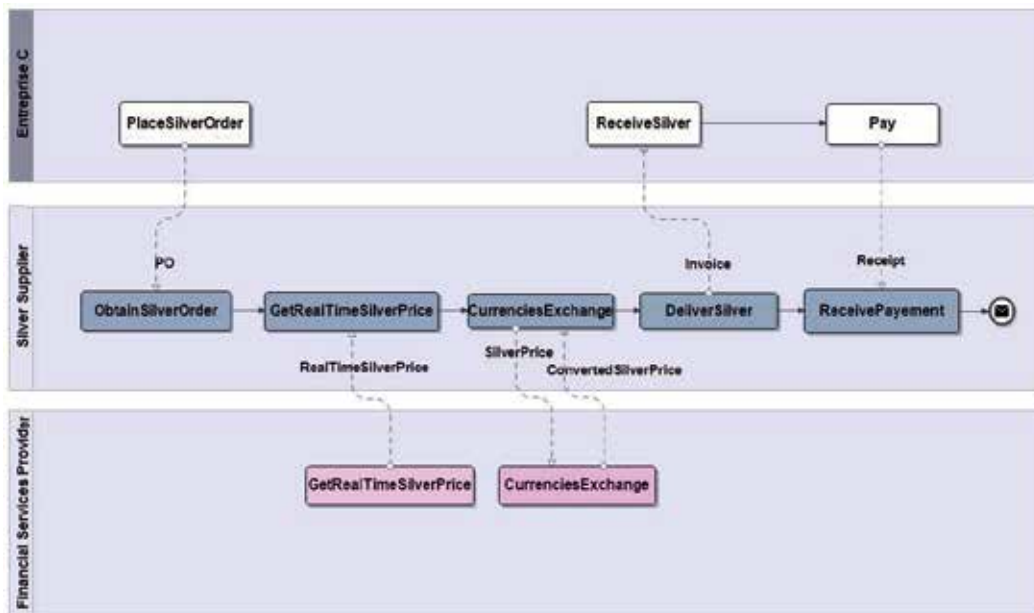 Entreprise C
PlaceSilverOrder
ReceiveSilver
Pay
Silver Supplier
PO
Invoice
Receipt
ObtainSilverOrder
GetRealTimeSilverPrice
CurrenciesExchange
DeliverSilver
ReceivePayement
RealTimeSilverPrice
SilverPrice
ConvertedSilverPrice
Financial Services Provider
GetRealTimeSilverPrice
CurrenciesExchange